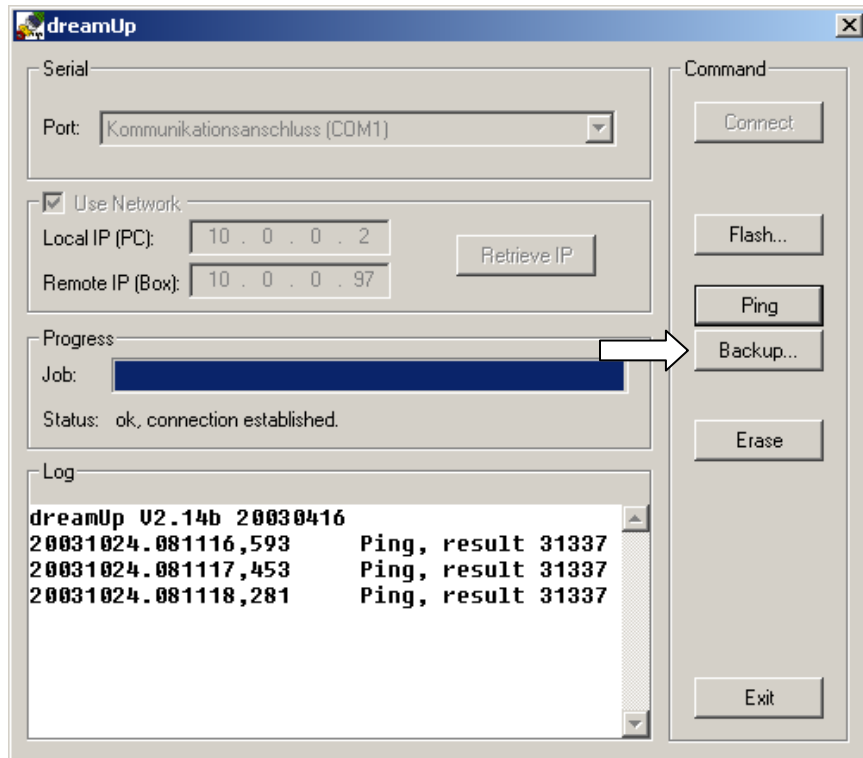 dreamUp
Serial
Port: Kommunikationsanschluss (COM1)
Use Network
Local IP (PC): 10 . 0 . 0 . 2
Remote IP (Box): 10 . 0 . 0 . 97
Retrieve IP
Progress
Job:
Status: ok, connection established.
Log
dreamUp V2.14b 20030416
20031024.081116,593 Ping, result 31337
20031024.081117,453 Ping, result 31337
20031024.081118,281 Ping, result 31337
Command
Connect
Flash...
Ping
Backup...
Erase
Exit